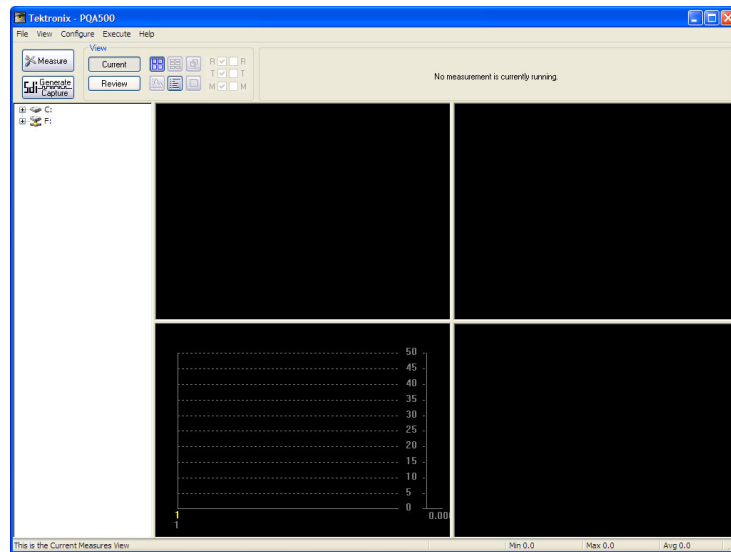 Tektronix - PQA500
File View Configure Execute Help
Measure
View
Current
R R
T T
M M
Review
Sdi Generate
Capture
No measurement is currently running.
C:
F:
50
45
40
35
30
25
20
15
10
5
0
1
1
0.00
This is the Current Measures View
Min 0.0 Max 0.0 Avg 0.0